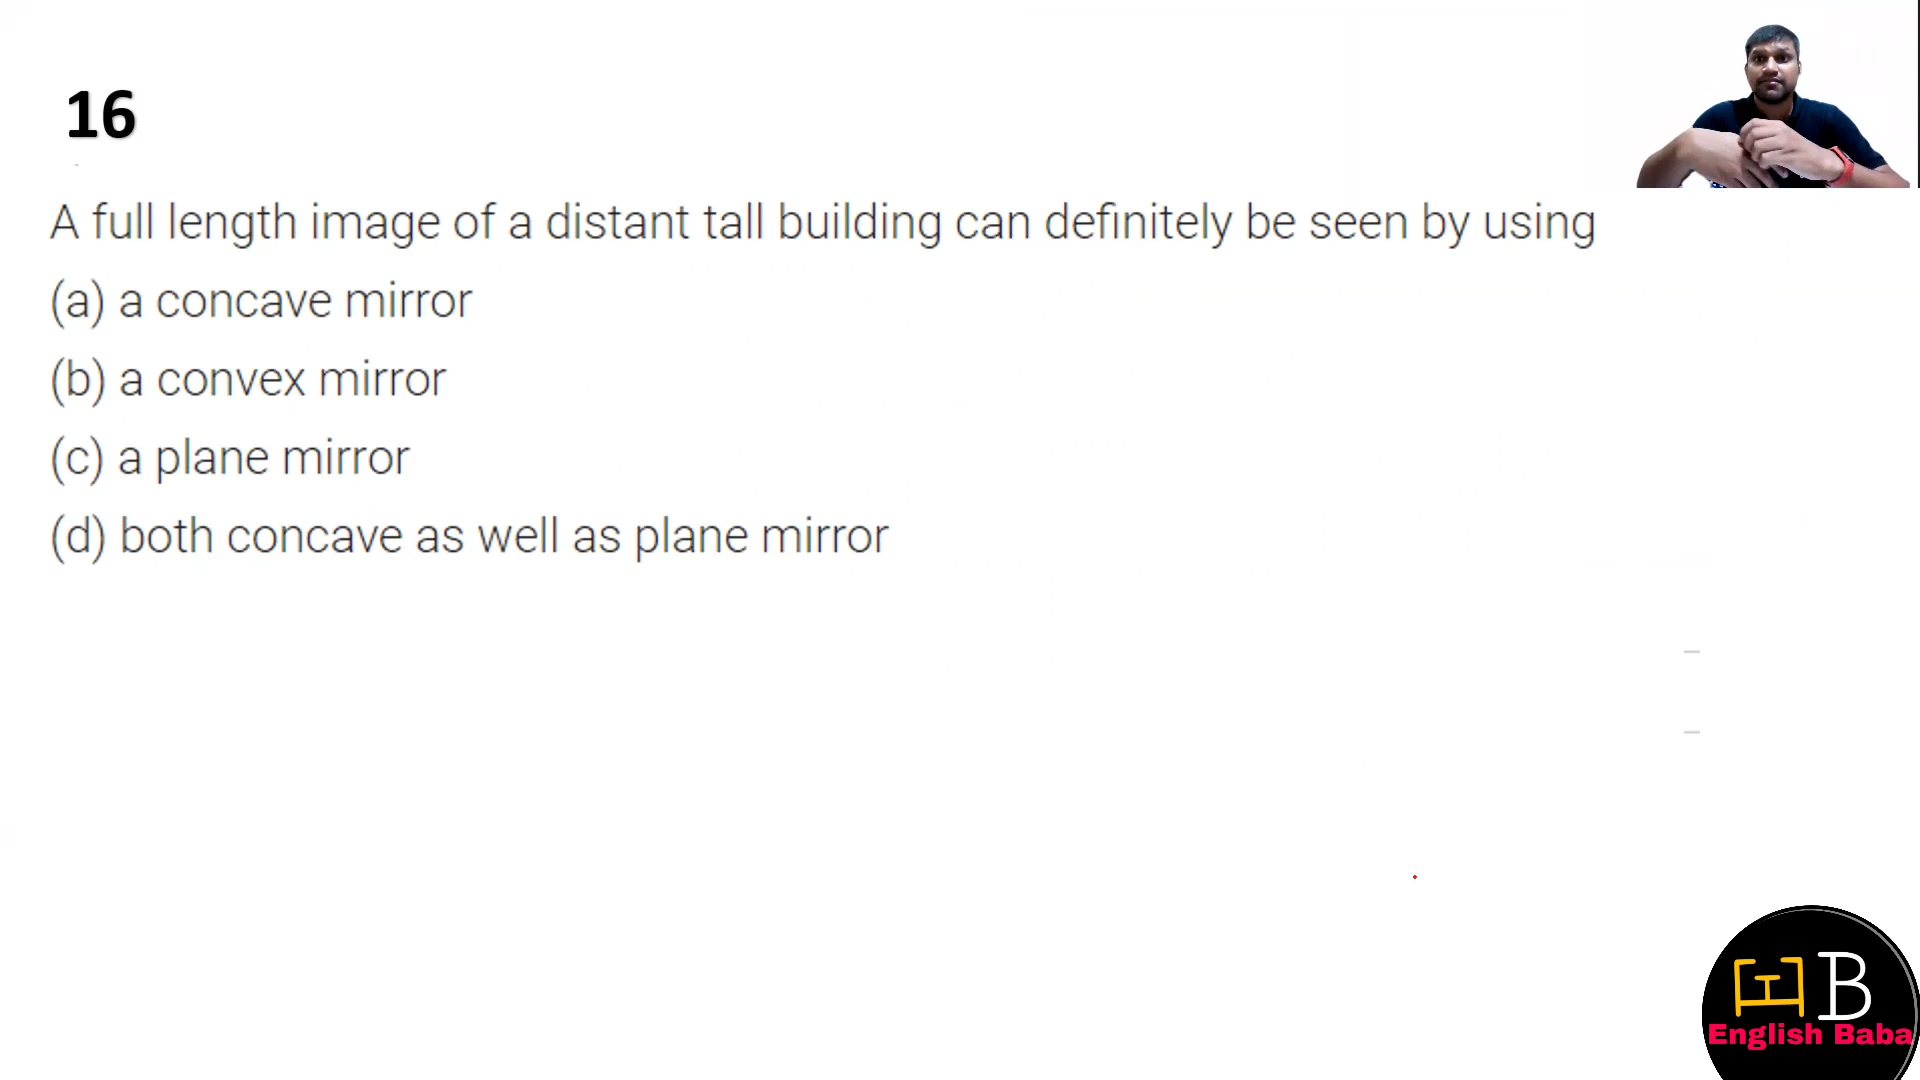 16
A full length image of a distant tall building can definitely be seen by using
(a) a concave mirror
(b) a convex mirror
(c) a plane mirror
(d) both concave as well as plane mirror
EB
English Baba